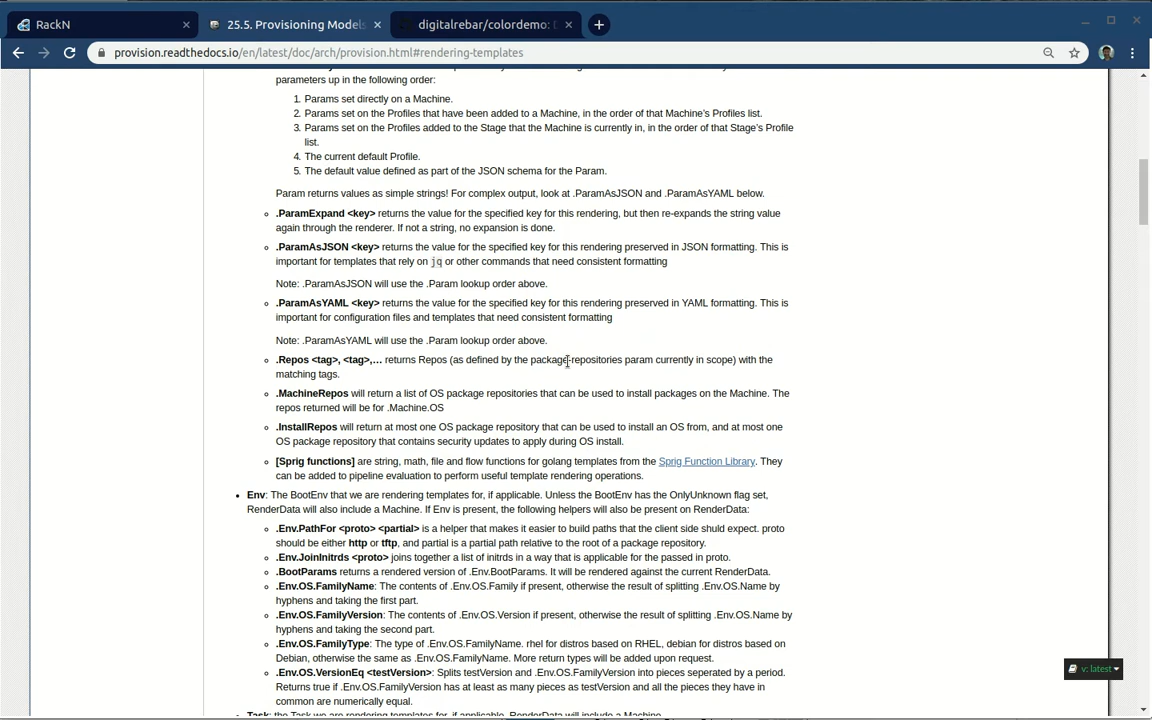 RackN
25.5. Provisioning Models
digitalrebar/colordemo: D
provision.readthedocs.io/en/latest/doc/arch/provision.html#rendering-templates
parameters up in the following order:
1. Params set directly on a Machine.
2. Params set on the Profiles that have been added to a Machine, in the order of that Machine's Profiles list.
3. Params set on the Profiles added to the Stage that the Machine is currently in, in the order of that Stage's Profile
list.
4. The current default Profile.
5. The default value defined as part of the JSON schema for the Param.
Param returns values as simple strings! For complex output, look at .ParamAsJSON and .ParamAsYAML below.
.ParamExpand <key> returns the value for the specified key for this rendering, but then re-expands the string value
again through the renderer. If not a string, no expansion is done.
.ParamAsJSON <key> returns the value for the specified key for this rendering preserved in JSON formatting. This is
important for templates that rely on jq or other commands that need consistent formatting
Note: .ParamAsJSON will use the .Param lookup order above.
.ParamAsYAML <key> returns the value for the specified key for this rendering preserved in YAML formatting. This is
important for configuration files and templates that need consistent formatting
Note: .ParamAsYAML will use the .Param lookup order above.
.Repos <tag>, <tag>,... returns Repos (as defined by the package-repositories param currently in scope) with the
matching tags.
.MachineRepos will return a list of OS package repositories that can be used to install packages on the Machine. The
repos returned will be for .Machine.OS
.InstallRepos will return at most one OS package repository that can be used to install an OS from, and at most one
OS package repository that contains security updates to apply during OS install.
[Sprig functions] are string, math, file and flow functions for golang templates from the Sprig Function Library. They
can be added to pipeline evaluation to perform useful template rendering operations.
Env: The BootEnv that we are rendering templates for, if applicable. Unless the BootEnv has the OnlyUnknown flag set,
RenderData will also include a Machine. If Env is present, the following helpers will also be present on RenderData:
.Env.PathFor <proto> <partial> is a helper that makes it easier to build paths that the client side shuld expect. proto
should be either http or tftp, and partial is a partial path relative to the root of a package repository.
.Env.JoinInitrds <proto> joins together a list of initrds in a way that is applicable for the passed in proto.
.BootParams returns a rendered version of .Env.BootParams. It will be rendered against the current RenderData.
.Env.OS.FamilyName: The contents of .Env.OS.Family if present, otherwise the result of splitting .Env.OS.Name by
hyphens and taking the first part.
.Env.OS.FamilyVersion: The contents of .Env.OS.Version if present, otherwise the result of splitting .Env.OS.Name by
hyphens and taking the second part.
.Env.OS.FamilyType: The type of .Env.OS.FamilyName. rhel for distros based on RHEL, debian for distros based on
Debian, otherwise the same as .Env.OS.FamilyName. More return types will be added upon request.
.Env.OS.VersionEq <testVersion>: Splits testVersion and .Env.OS.FamilyVersion into pieces seperated by a period.
Returns true if .Env.OS.FamilyVersion has at least as many pieces as testVersion and all the pieces they have in
common are numerically equal.
Task: the Task we are rendering templates for, if applicable. RenderData will include a Machine.
v: latest